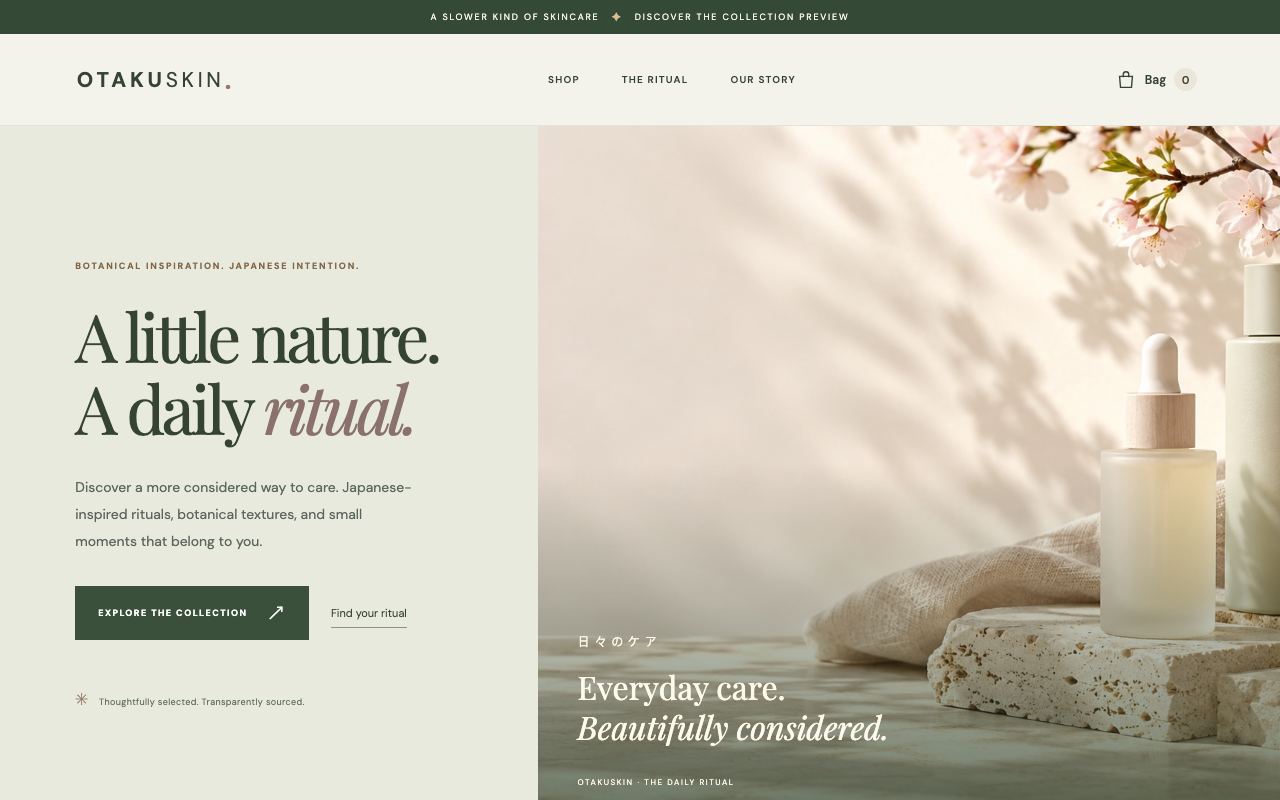 A SLOWER KIND OF SKINCARE ✦ DISCOVER THE COLLECTION PREVIEW
OTAKUSKIN.
SHOP
THE RITUAL
OUR STORY
Bag 0
BOTANICAL INSPIRATION. JAPANESE INTENTION.
A little nature.
A daily ritual.
Discover a more considered way to care. Japanese-
inspired rituals, botanical textures, and small
moments that belong to you.
EXPLORE THE COLLECTION ↗
Find your ritual
✳ Thoughtfully selected. Transparently sourced.
日々のケア
Everyday care.
Beautifully considered.
OTAKUSKIN · THE DAILY RITUAL